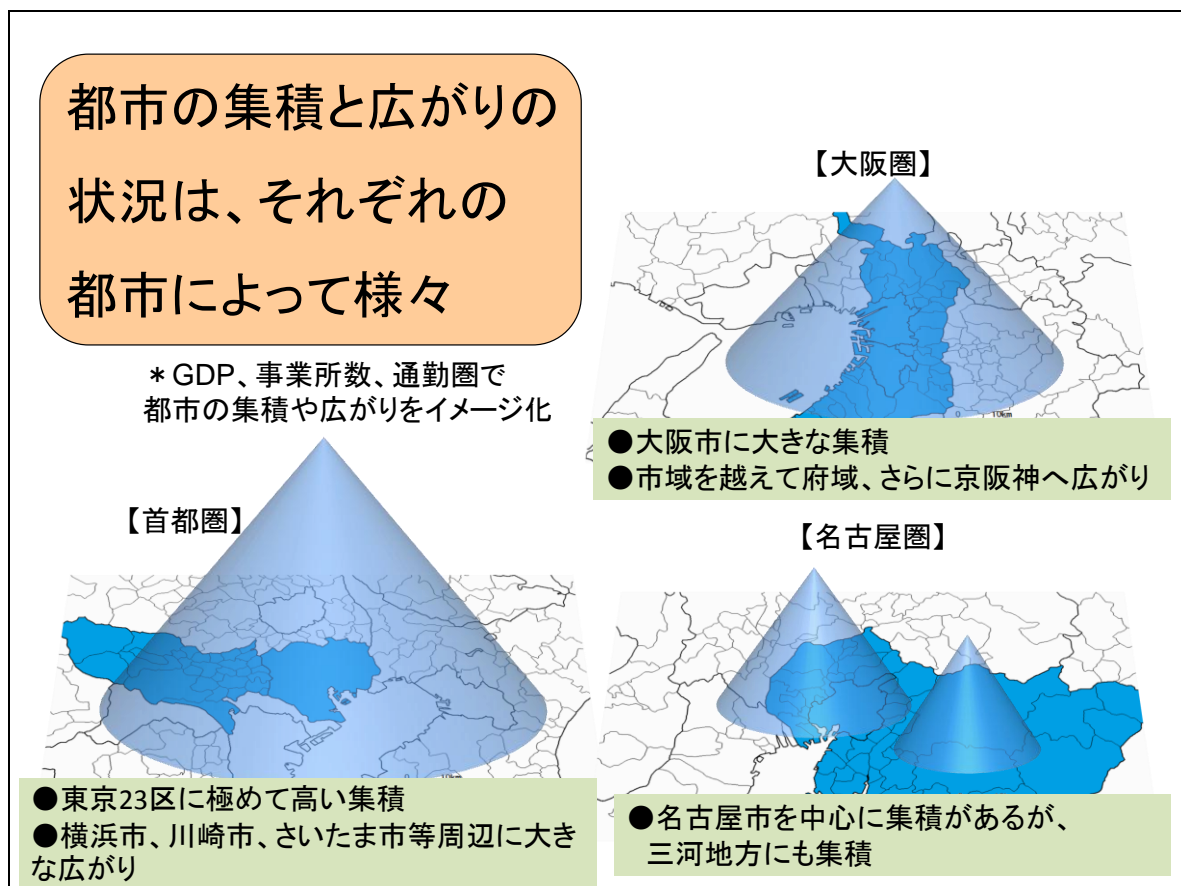 都市の集積と広がりの
状況は、それぞれの
都市によって様々
＊GDP、事業所数、通勤圏で
都市の集積や広がりをイメージ化
【大阪圏】
10km
●大阪市に大きな集積
●市域を越えて府域、さらに京阪神へ広がり
【首都圏】
●東京23区に極めて高い集積
●横浜市、川崎市、さいたま市等周辺に大き
な広がり
【名古屋圏】
●名古屋市を中心に集積があるが、
三河地方にも集積